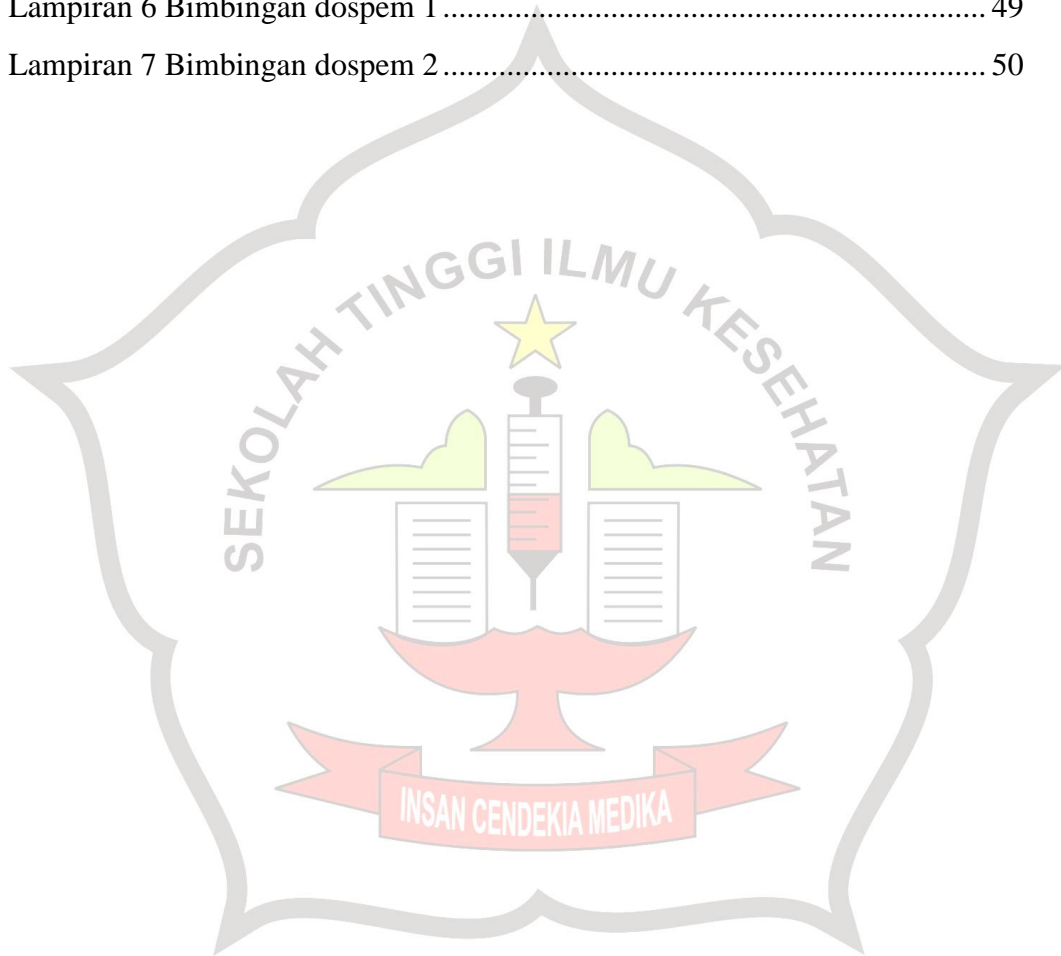 Lampiran 6 Bimbingan dospem 1.................................................................... 49
Lampiran 7 Bimbingan dospem 2.................................................................... 50
SEKOLAH TINGGI ILMU KESEHATAN
INSAN CENDEKIA MEDIKA